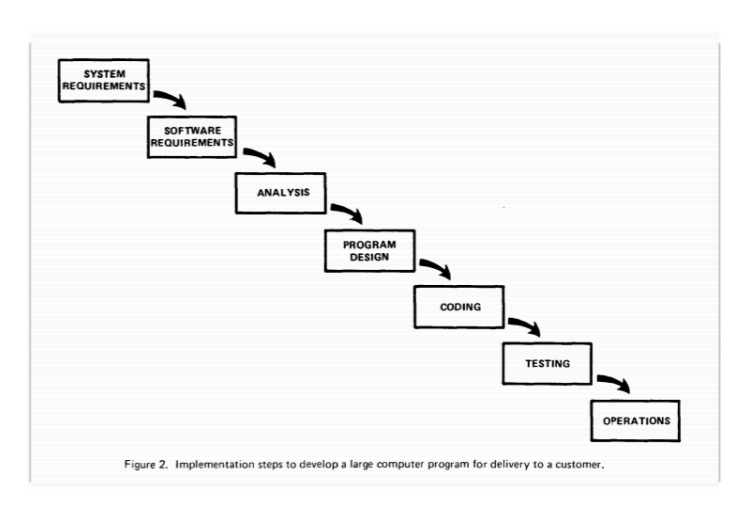 SYSTEM
REQUIREMENTS
SOFTWARE
REQUIREMENTS
ANALYSIS
PROGRAM
DESIGN
CODING
TESTING
OPERATIONS
Figure 2. Implementation steps to develop a large computer program for delivery to a customer.